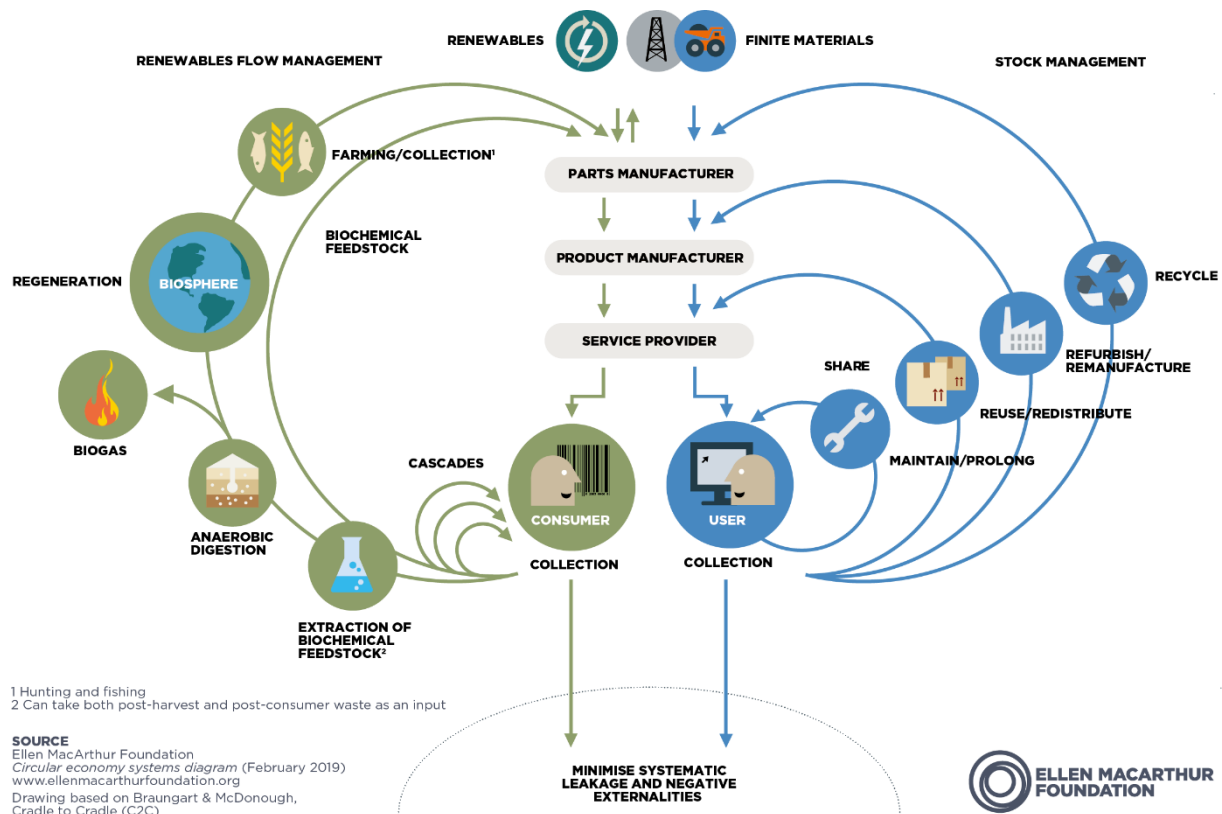 RENEWABLES
FINITE MATERIALS
RENEWABLES FLOW MANAGEMENT
STOCK MANAGEMENT
FARMING/COLLECTION¹
PARTS MANUFACTURER
BIOCHEMICAL
FEEDSTOCK
PRODUCT MANUFACTURER
REGENERATION
BIOSPHERE
RECYCLE
SERVICE PROVIDER
REFURBISH/
REMANUFACTURE
SHARE
REUSE/REDISTRIBUTE
BIOGAS
CASCADES
MAINTAIN/PROLONG
CONSUMER
USER
ANAEROBIC
DIGESTION
COLLECTION
COLLECTION
EXTRACTION OF
BIOCHEMICAL
FEEDSTOCK²
1 Hunting and fishing
2 Can take both post-harvest and post-consumer waste as an input
SOURCE
Ellen MacArthur Foundation
Circular economy systems diagram (February 2019)
www.ellenmacarthurfoundation.org
Drawing based on Braungart & McDonough,
Cradle to Cradle (C2C)
MINIMISE SYSTEMATIC
LEAKAGE AND NEGATIVE
EXTERNALITIES
ELLEN MACARTHUR
FOUNDATION